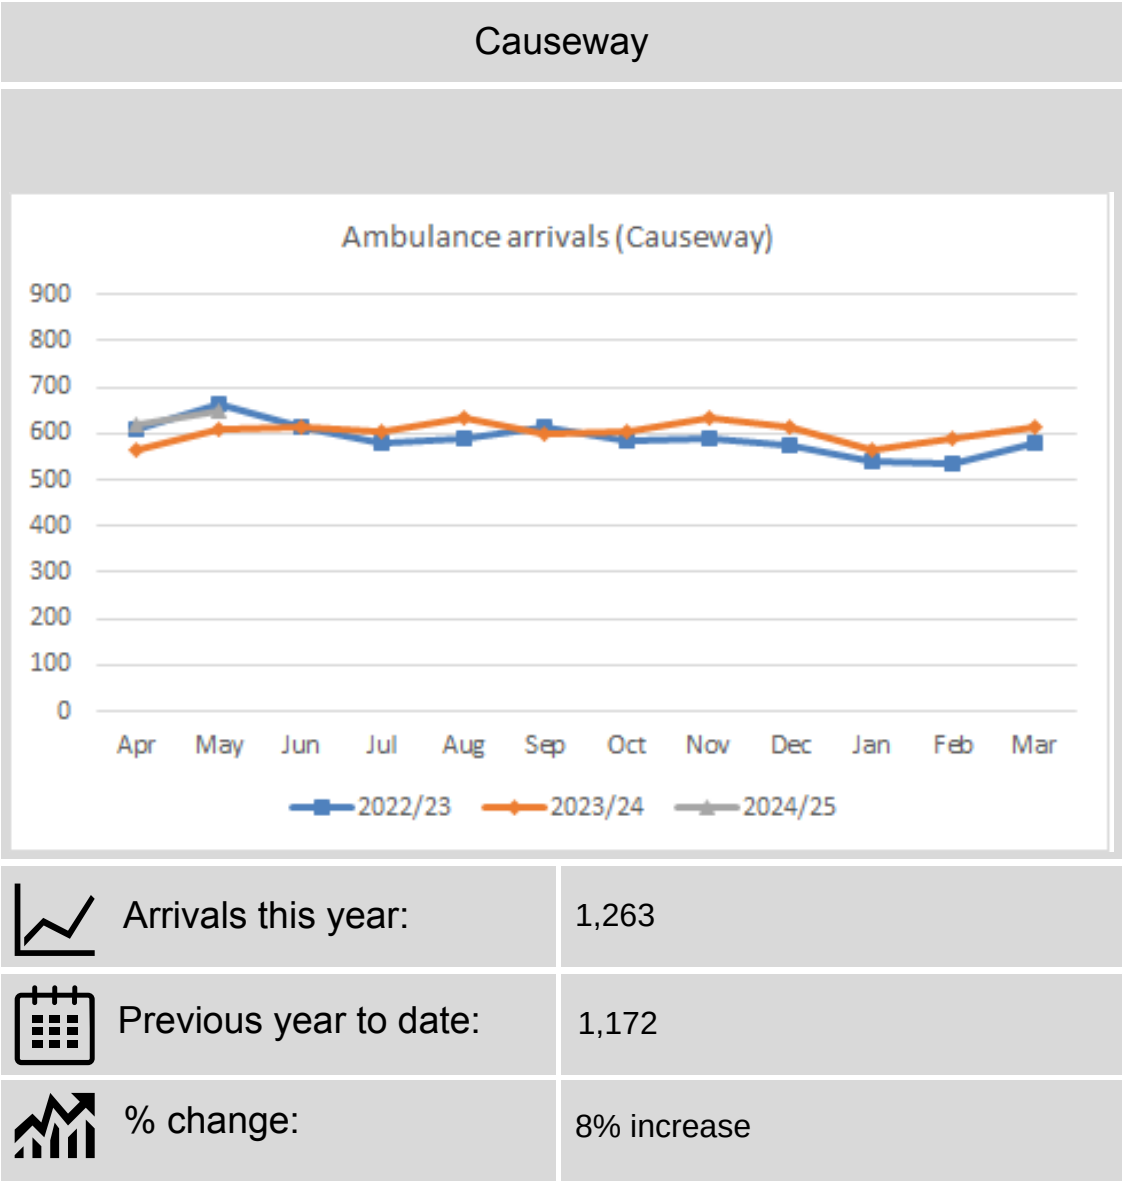 Causeway
Ambulance arrivals (Causeway)
900
800
700
600
500
400
300
200
100
0
Apr May Jun Jul Aug Sep Oct Nov Dec Jan Feb Mar
2022/23 2023/24 2024/25
Arrivals this year: 1,263
Previous year to date: 1,172
% change: 8% increase